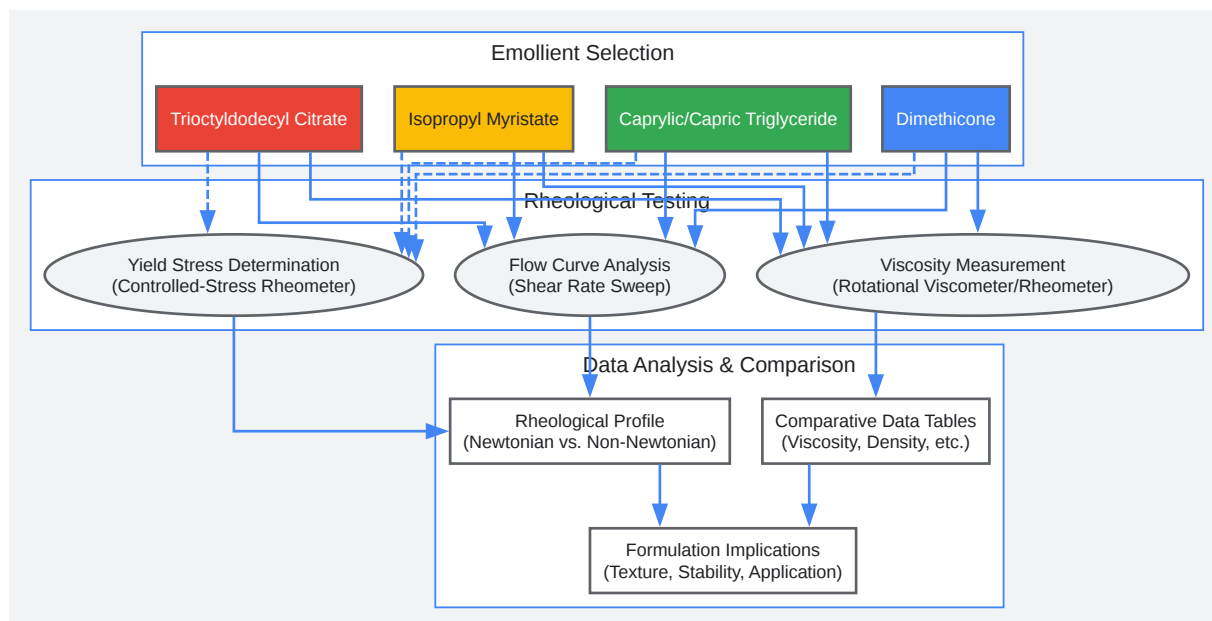 Emollient Selection
Trioctyldodecyl Citrate
Isopropyl Myristate
Caprylic/Capric Triglyceride
Dimethicone
Rheological Testing
Yield Stress Determination
(Controlled-Stress Rheometer)
Flow Curve Analysis
(Shear Rate Sweep)
Viscosity Measurement
(Rotational Viscometer/Rheometer)
Data Analysis & Comparison
Rheological Profile
(Newtonian vs. Non-Newtonian)
Comparative Data Tables
(Viscosity, Density, etc.)
Formulation Implications
(Texture, Stability, Application)